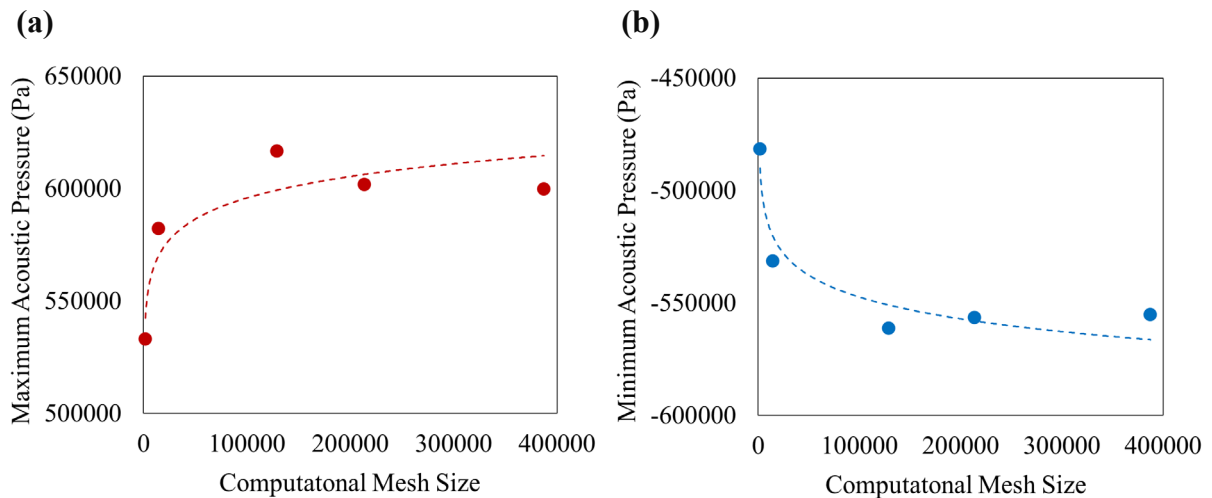 (a)
Maximum Acoustic Pressure (Pa)
650000
600000
550000
500000
0 100000 200000 300000 400000
Computatonal Mesh Size
(b)
Minimum Acoustic Pressure (Pa)
-450000
-500000
-550000
-600000
0 100000 200000 300000 400000
Computatonal Mesh Size